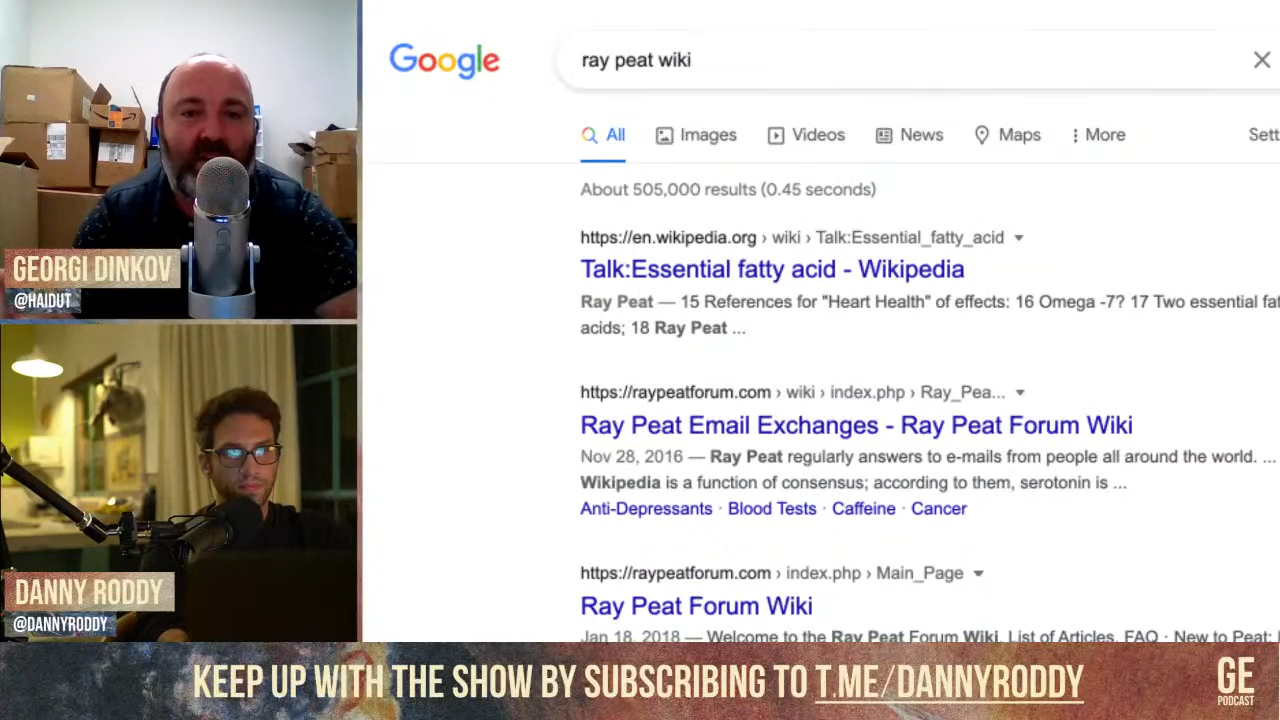 GEORGI DINKOV
@HAIDUT
DANNY RODDY
@DANNYRODDY
Google
ray peat wiki
All Images Videos News Maps More Sett
About 505,000 results (0.45 seconds)
https://en.wikipedia.org › wiki › Talk:Essential_fatty_acid
Talk:Essential fatty acid - Wikipedia
Ray Peat — 15 References for "Heart Health" of effects: 16 Omega -7? 17 Two essential fat
acids; 18 Ray Peat ...
https://raypeatforum.com › wiki › index.php › Ray_Pea...
Ray Peat Email Exchanges - Ray Peat Forum Wiki
Nov 28, 2016 — Ray Peat regularly answers to e-mails from people all around the world. ...
Wikipedia is a function of consensus; according to them, serotonin is ...
Anti-Depressants · Blood Tests · Caffeine · Cancer
https://raypeatforum.com › index.php › Main_Page
Ray Peat Forum Wiki
Jan 18, 2018 — Welcome to the Ray Peat Forum Wiki. List of Articles. FAQ · New to Peat:
KEEP UP WITH THE SHOW BY SUBSCRIBING TO T.ME/DANNYRODDY
GE
PODCAST